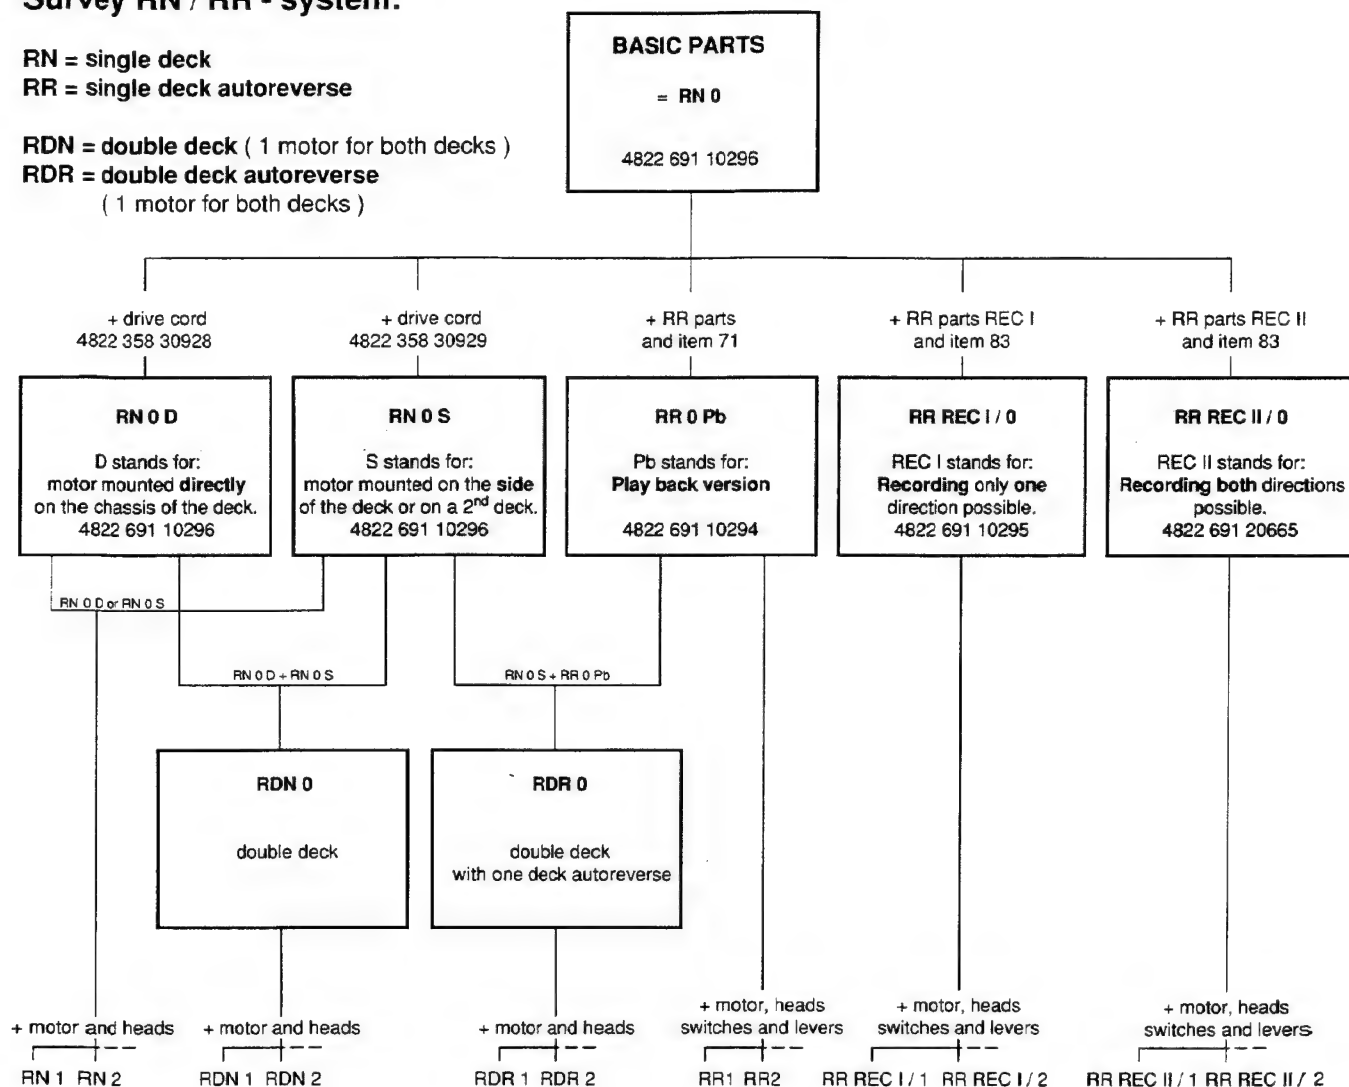 Survey RN / RR - system:
RN = single deck
RR = single deck autoreverse
RDN = double deck ( 1 motor for both decks )
RDR = double deck autoreverse
( 1 motor for both decks )
BASIC PARTS
= RN 0
4822 691 10296
+ drive cord
4822 358 30928
+ drive cord
4822 358 30929
+ RR parts
and item 71
+ RR parts REC I
and item 83
+ RR parts REC II
and item 83
RN 0 D
D stands for:
motor mounted directly
on the chassis of the deck.
4822 691 10296
RN 0 S
S stands for:
motor mounted on the side
of the deck or on a 2nd deck.
4822 691 10296
RR 0 Pb
Pb stands for:
Play back version
4822 691 10294
RR REC I / 0
REC I stands for:
Recording only one
direction possible.
4822 691 10295
RR REC II / 0
REC II stands for:
Recording both directions
possible.
4822 691 20665
RN 0 D or RN 0 S
RN 0 D + RN 0 S
RN 0 S + RR 0 Pb
RDN 0
double deck
RDR 0
double deck
with one deck autoreverse
+ motor and heads
RN 1 RN 2
+ motor and heads
RDN 1 RDN 2
+ motor and heads
RDR 1 RDR 2
+ motor, heads
switches and levers
RR1 RR2
+ motor, heads
switches and levers
RR REC I / 1 RR REC I / 2
+ motor, heads
switches and levers
RR REC II / 1 RR REC II / 2